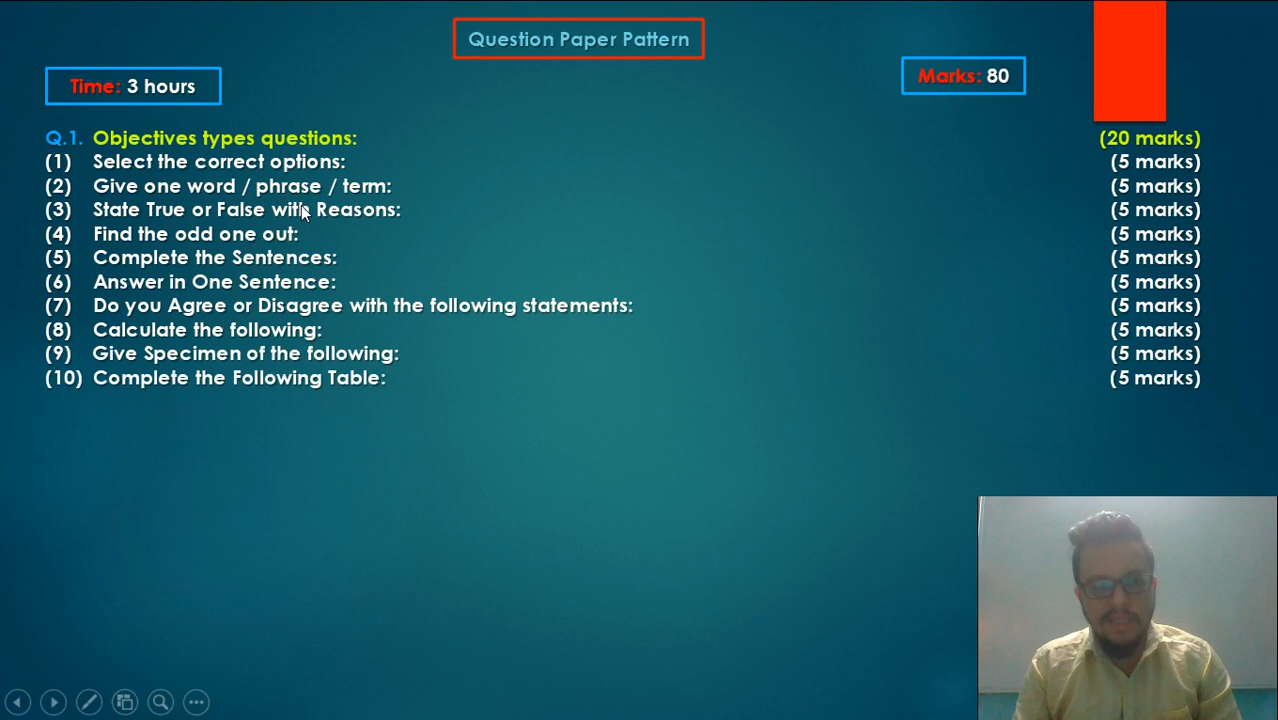 Question Paper Pattern
Time: 3 hours
Marks: 80
Q.1. Objectives types questions: (20 marks)
(1) Select the correct options: (5 marks)
(2) Give one word / phrase / term: (5 marks)
(3) State True or False with Reasons: (5 marks)
(4) Find the odd one out: (5 marks)
(5) Complete the Sentences: (5 marks)
(6) Answer in One Sentence: (5 marks)
(7) Do you Agree or Disagree with the following statements: (5 marks)
(8) Calculate the following: (5 marks)
(9) Give Specimen of the following: (5 marks)
(10) Complete the Following Table: (5 marks)